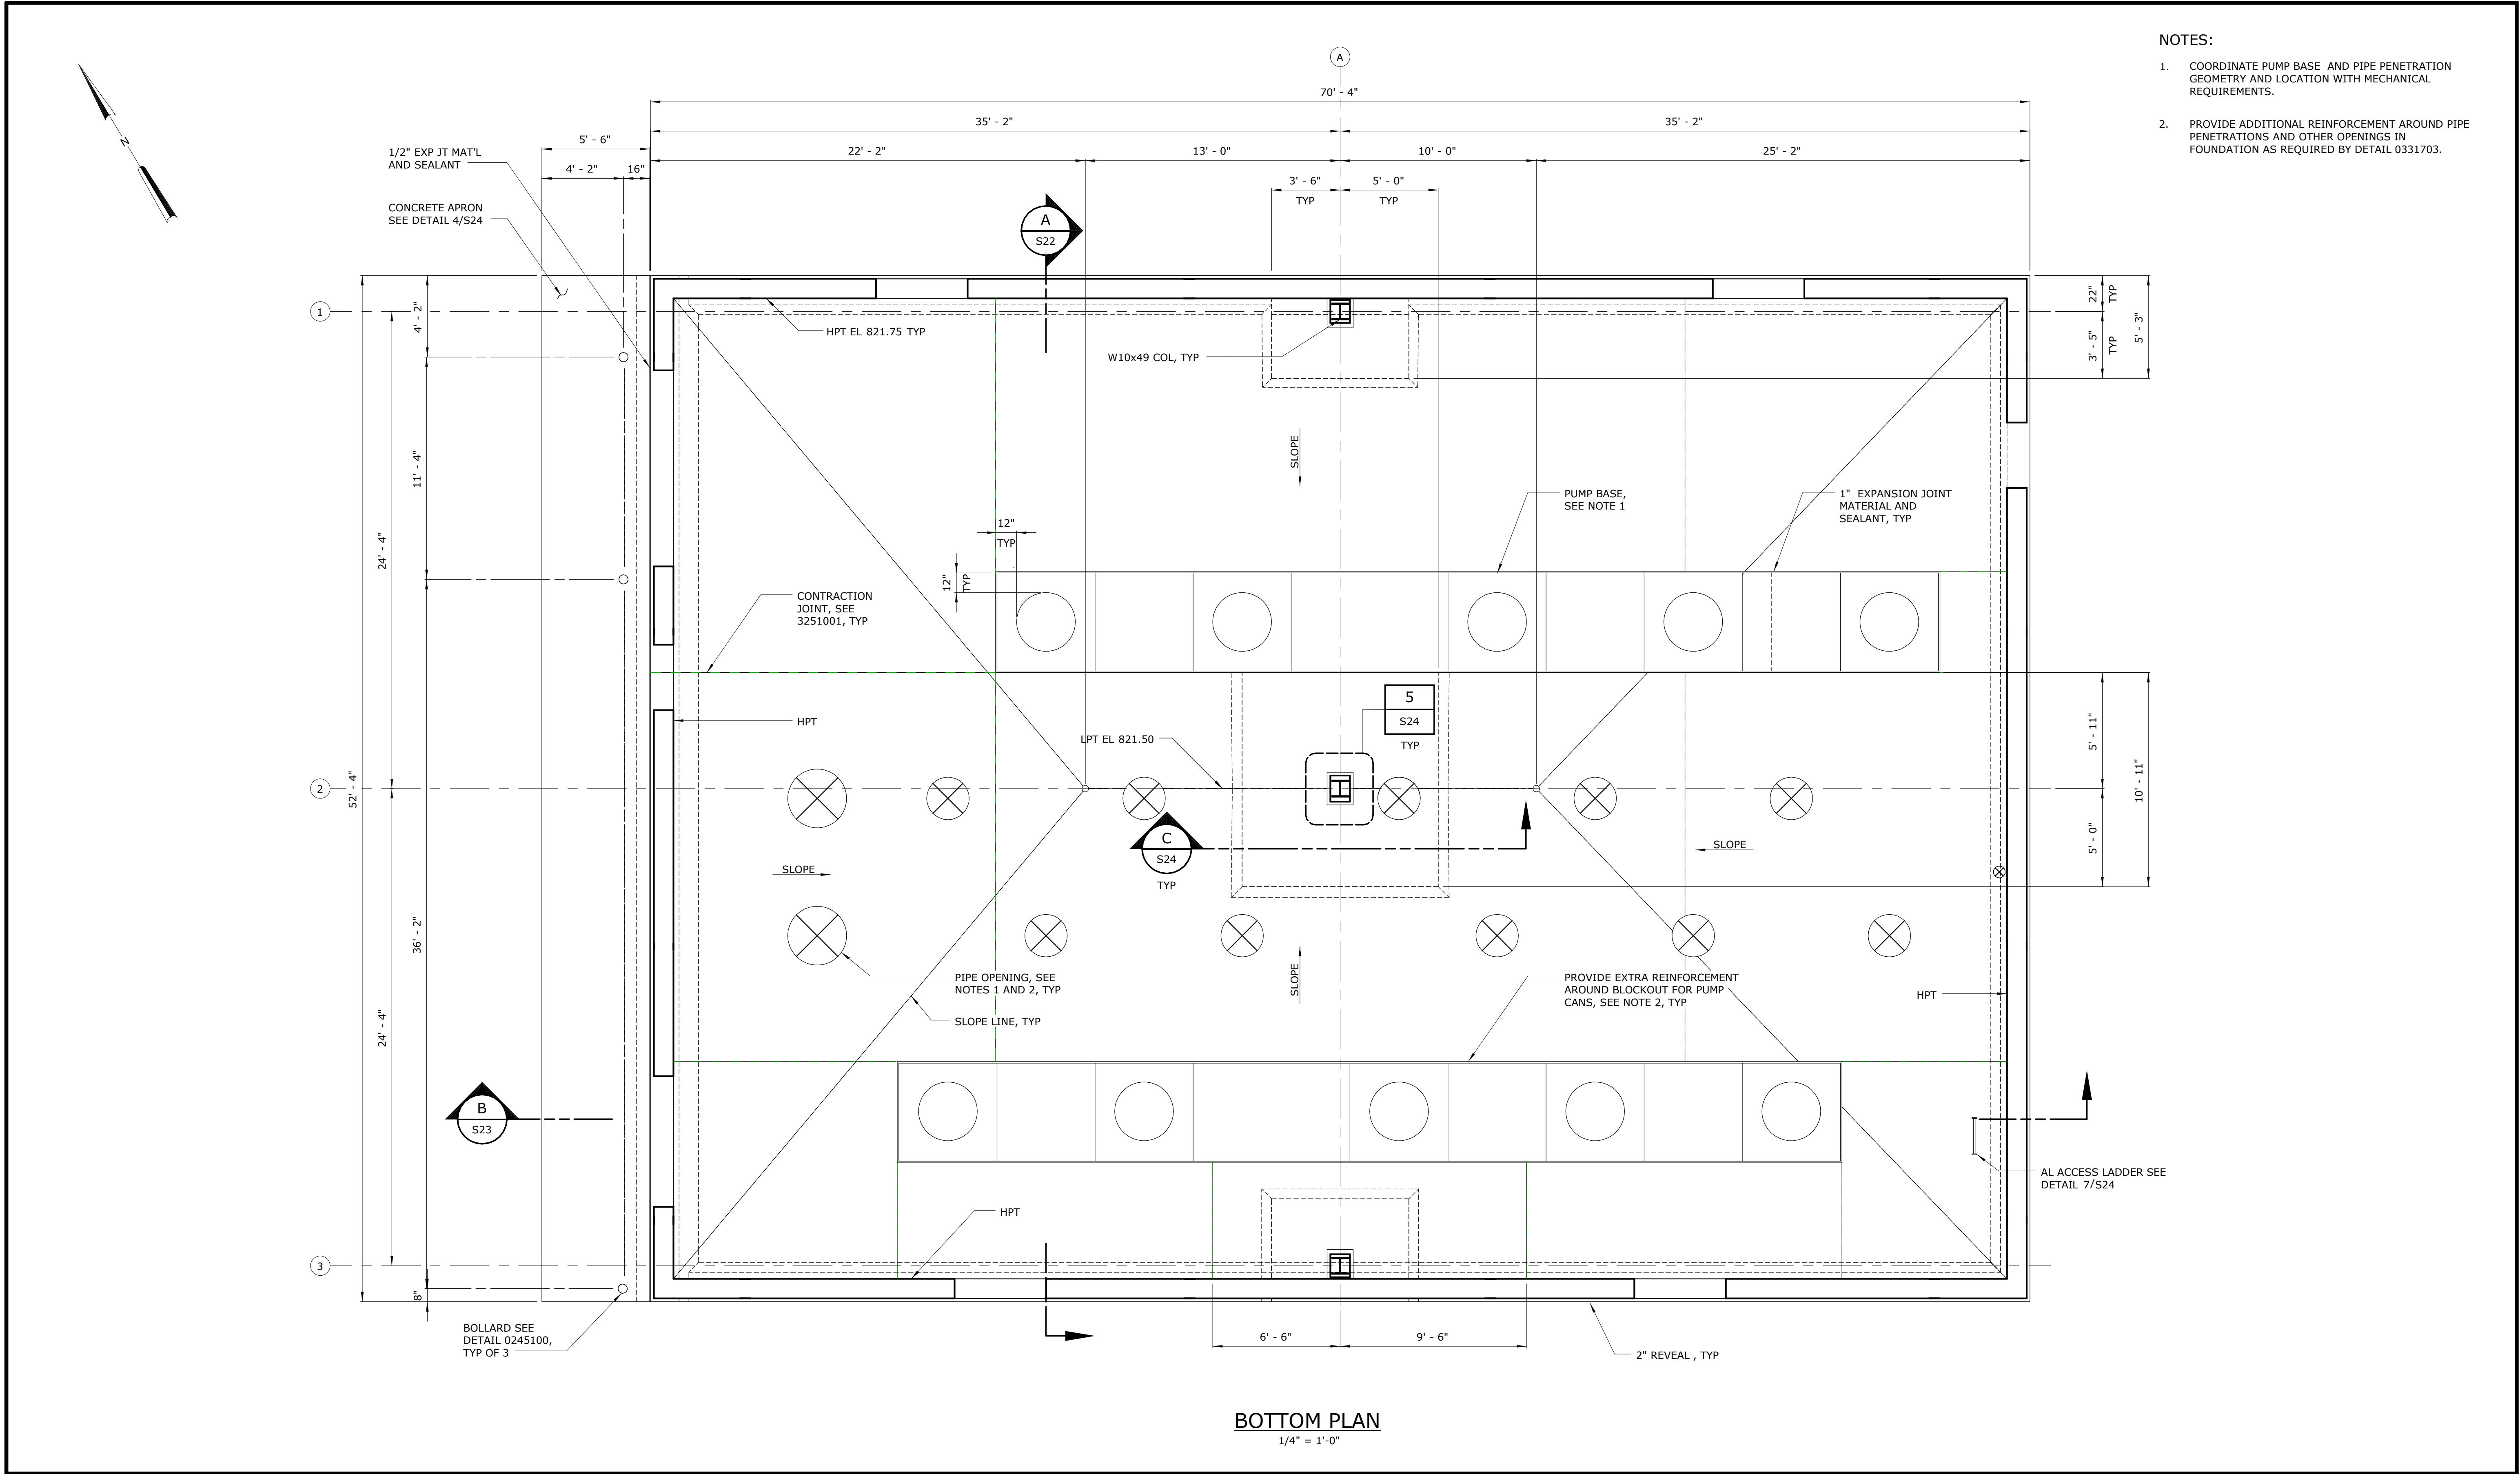 NOTES:
1. COORDINATE PUMP BASE AND PIPE PENETRATION
GEOMETRY AND LOCATION WITH MECHANICAL
REQUIREMENTS.
2. PROVIDE ADDITIONAL REINFORCEMENT AROUND PIPE
PENETRATIONS AND OTHER OPENINGS IN
FOUNDATION AS REQUIRED BY DETAIL 0331703.
N
A
70' - 4"
35' - 2"
35' - 2"
5' - 6"
22' - 2"
13' - 0"
10' - 0"
25' - 2"
4' - 2"
16"
3' - 6"
TYP
5' - 0"
TYP
1/2" EXP JT MAT'L
AND SEALANT
CONCRETE APRON
SEE DETAIL 4/S24
A
S22
1
4' - 2"
HPT EL 821.75 TYP
W10x49 COL, TYP
22"
TYP
3' - 5"
TYP
5' - 3"
11' - 4"
24' - 4"
SLOPE
PUMP BASE,
SEE NOTE 1
1" EXPANSION JOINT
MATERIAL AND
SEALANT, TYP
12"
TYP
12"
TYP
CONTRACTION
JOINT, SEE
3251001, TYP
HPT
5
S24
TYP
LPT EL 821.50
5' - 11"
10' - 11"
5' - 0"
2
52' - 4"
C
S24
TYP
SLOPE
SLOPE
36' - 2"
24' - 4"
PIPE OPENING, SEE
NOTES 1 AND 2, TYP
SLOPE LINE, TYP
SLOPE
PROVIDE EXTRA REINFORCEMENT
AROUND BLOCKOUT FOR PUMP
CANS, SEE NOTE 2, TYP
HPT
B
S23
AL ACCESS LADDER SEE
DETAIL 7/S24
HPT
3
8"
BOLLARD SEE
DETAIL 0245100,
TYP OF 3
6' - 6"
9' - 6"
2" REVEAL , TYP
BOTTOM PLAN
1/4" = 1'-0"